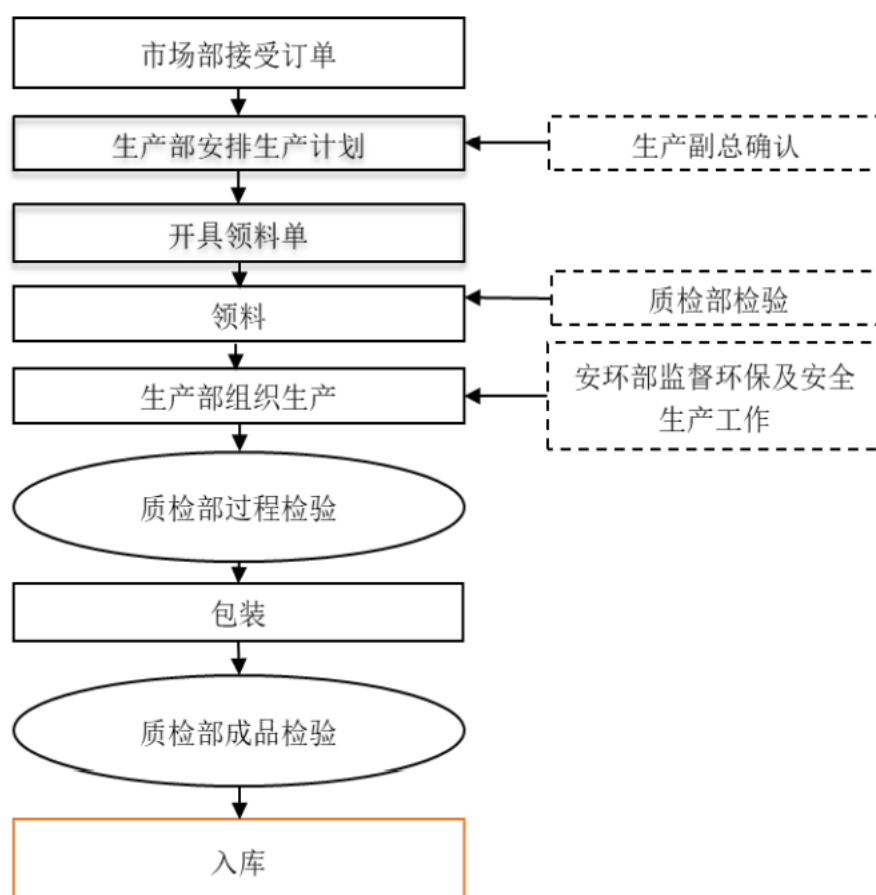 市场部接受订单
生产部安排生产计划
生产副总确认
开具领料单
领料
质检部检验
生产部组织生产
安环部监督环保及安全
生产工作
质检部过程检验
包装
质检部成品检验
入库